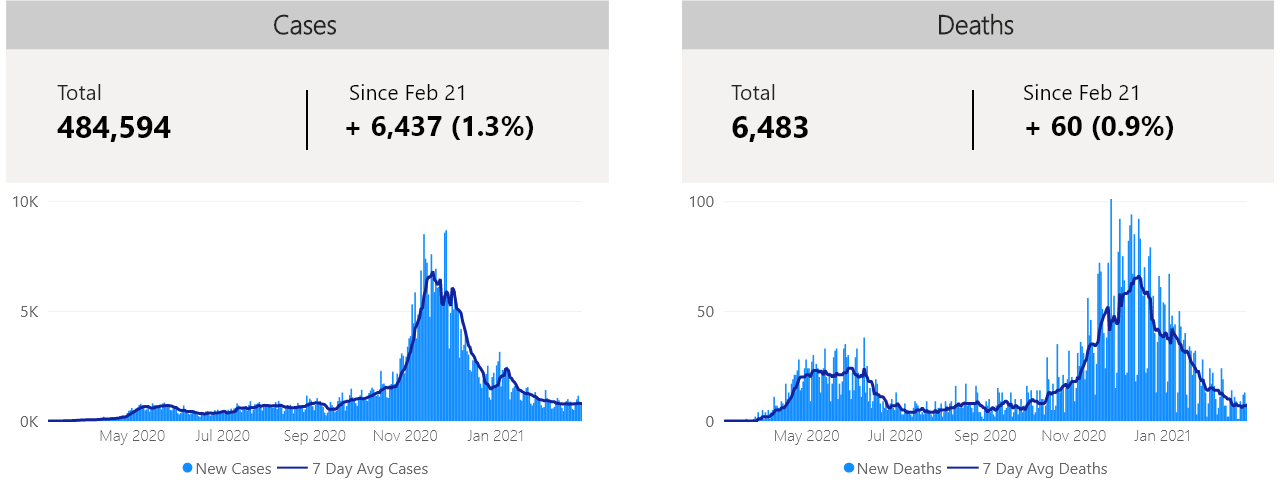 Cases
Total
484,594
Since Feb 21
+ 6,437 (1.3%)
10K
5K
0K
May 2020 Jul 2020 Sep 2020 Nov 2020 Jan 2021
New Cases 7 Day Avg Cases
Deaths
Total
6,483
Since Feb 21
+ 60 (0.9%)
100
50
0
May 2020 Jul 2020 Sep 2020 Nov 2020 Jan 2021
New Deaths 7 Day Avg Deaths